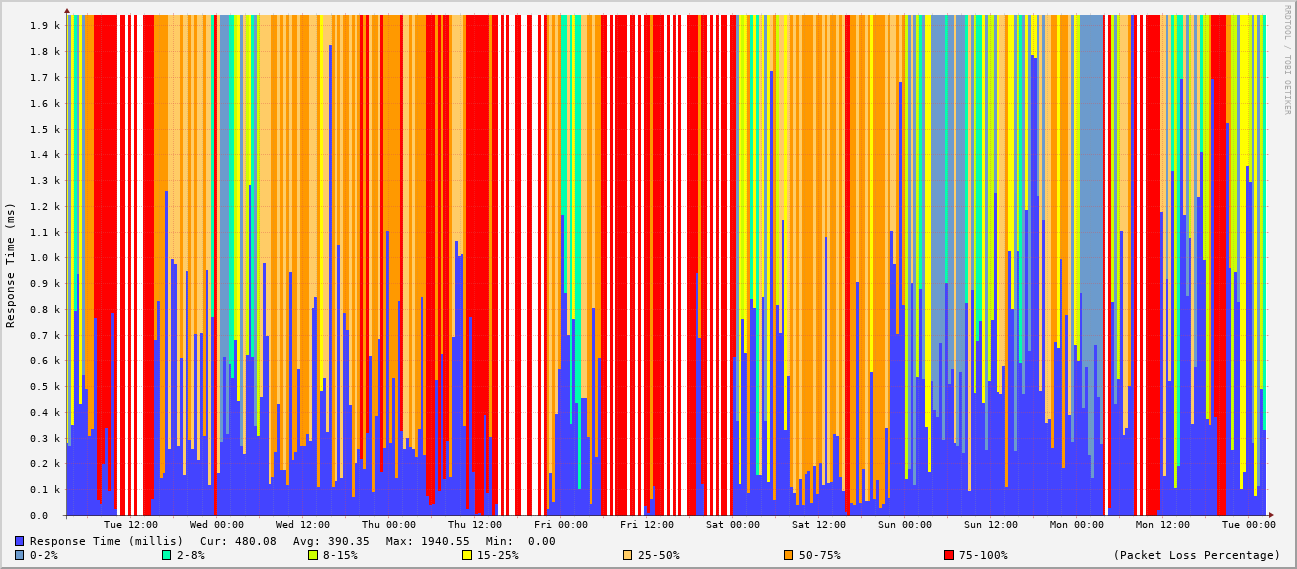 1.9 k
1.8 k
1.7 k
1.6 k
1.5 k
1.4 k
1.3 k
1.2 k
1.1 k
1.0 k
0.9 k
0.8 k
0.7 k
0.6 k
0.5 k
0.4 k
0.3 k
0.2 k
0.1 k
0.0
Response Time (ms)
RRDTOOL / TOBI OETIKER
Tue 12:00 Wed 00:00 Wed 12:00 Thu 00:00 Thu 12:00 Fri 00:00 Fri 12:00 Sat 00:00 Sat 12:00 Sun 00:00 Sun 12:00 Mon 00:00 Mon 12:00 Tue 00:00
Response Time (millis) Cur: 480.08 Avg: 390.35 Max: 1940.55 Min: 0.00
0-2% 2-8% 8-15% 15-25% 25-50% 50-75% 75-100% (Packet Loss Percentage)